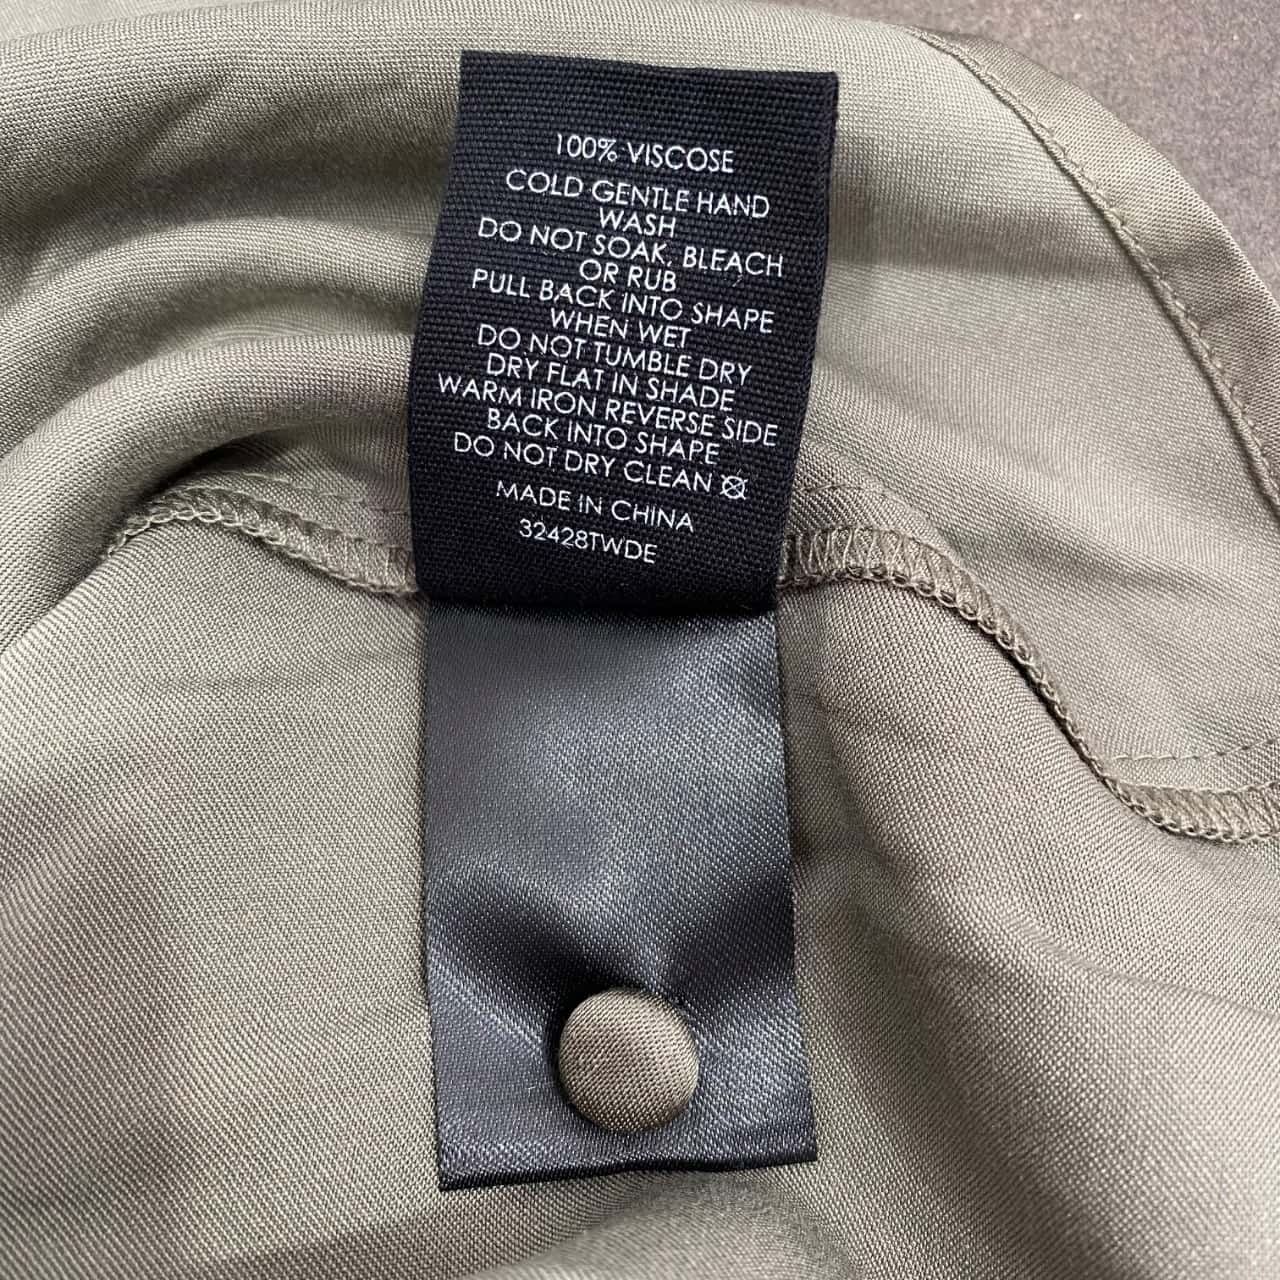 100% VISCOSE
COLD GENTLE HAND
WASH
DO NOT SOAK, BLEACH
OR RUB
PULL BACK INTO SHAPE
WHEN WET
DO NOT TUMBLE DRY
DRY FLAT IN SHADE
WARM IRON REVERSE SIDE
BACK INTO SHAPE
DO NOT DRY CLEAN
MADE IN CHINA
32428TWDE